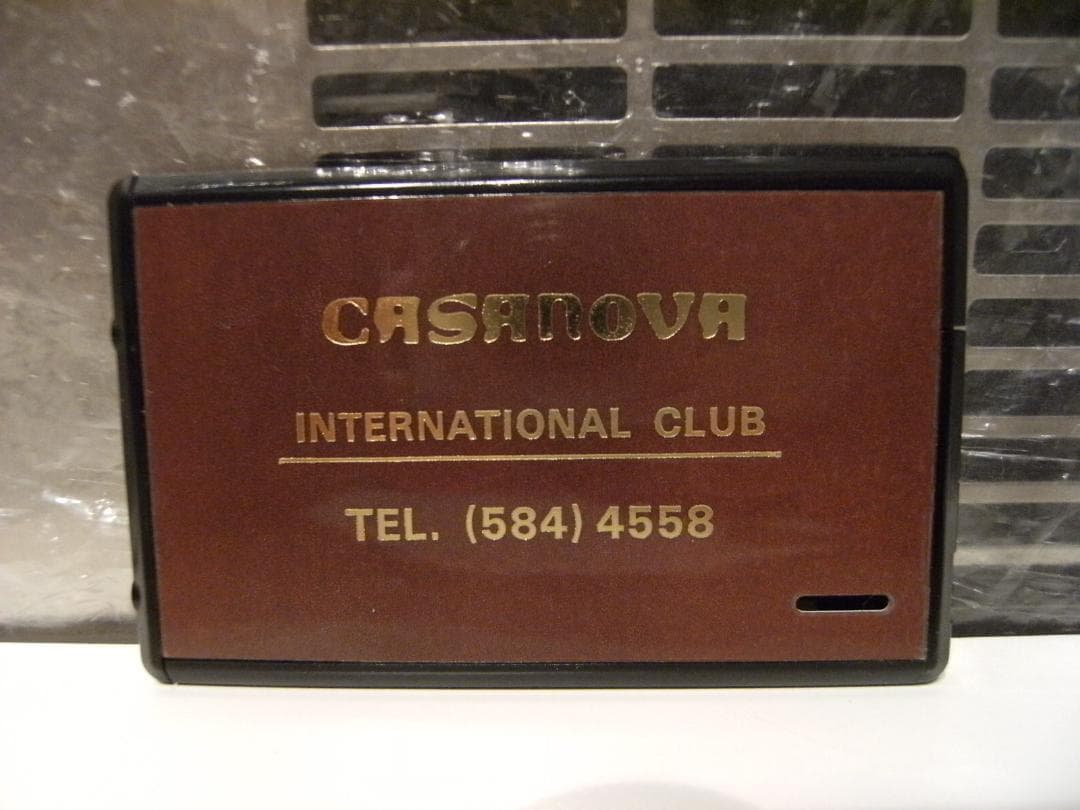 CASANOVA
INTERNATIONAL CLUB
TEL. (584) 4558